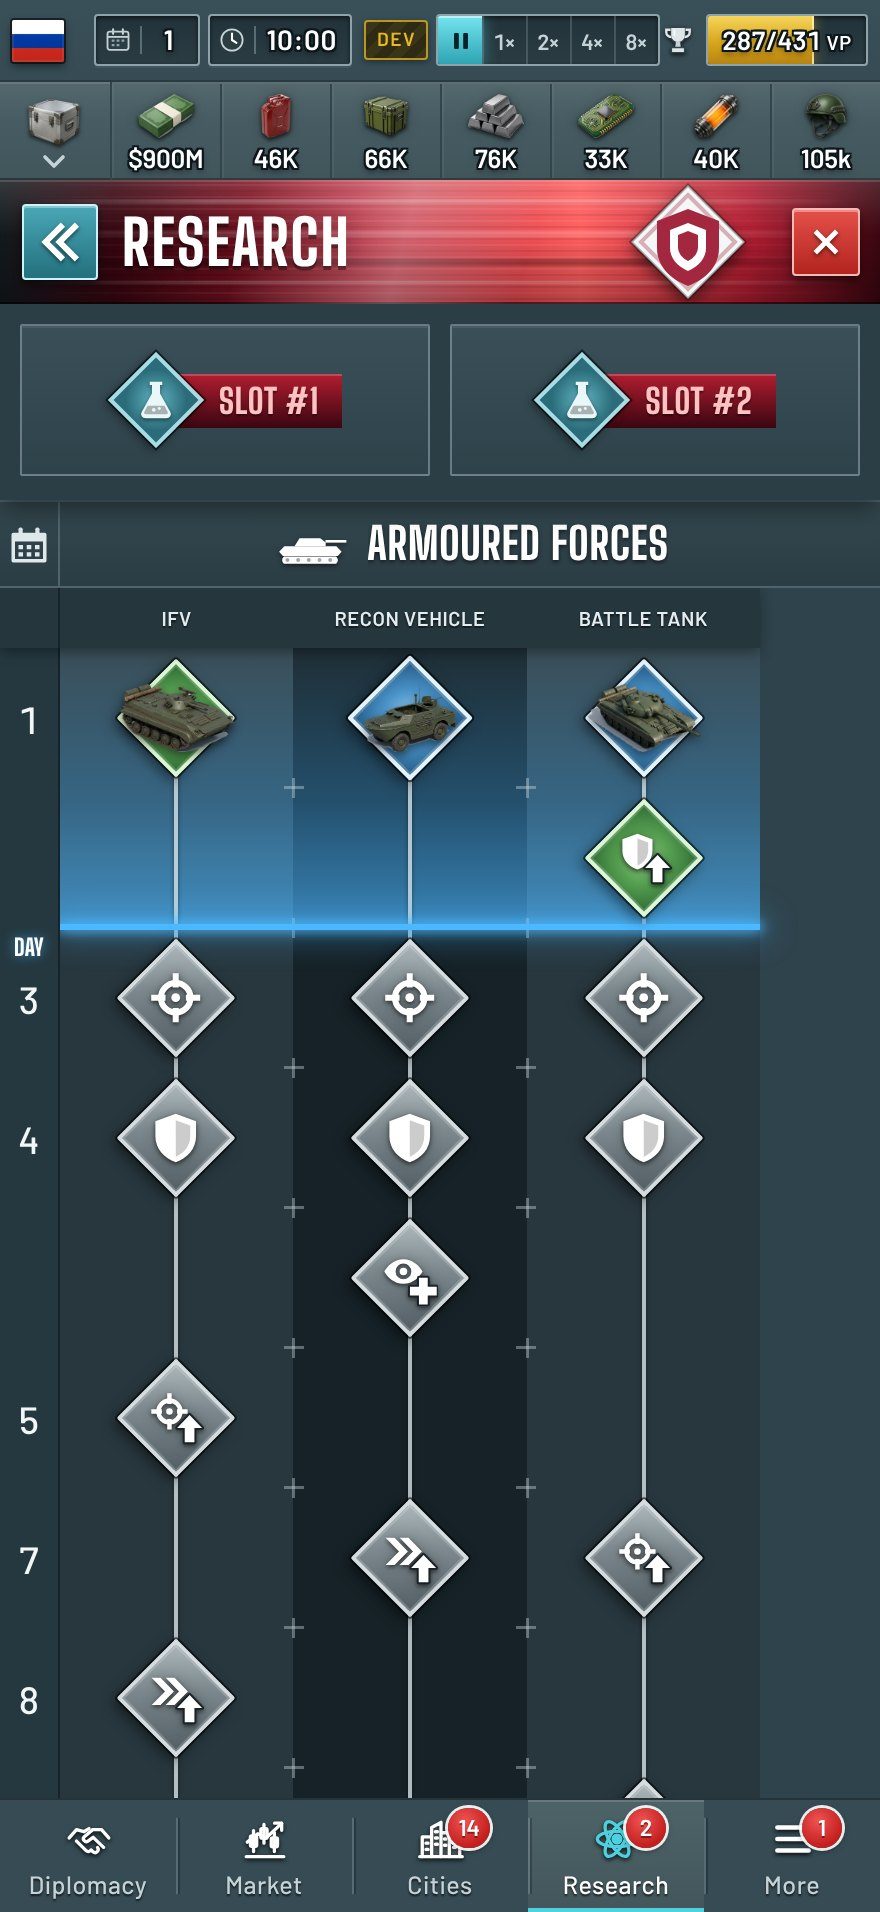 1
10:00
DEV
1×
2×
4×
8×
287/431 VP
$900M
46K
66K
76K
33K
40K
105k
RESEARCH
SLOT #1
SLOT #2
ARMOURED FORCES
IFV
RECON VEHICLE
BATTLE TANK
1
DAY
3
4
5
7
8
14
2
1
Diplomacy
Market
Cities
Research
More